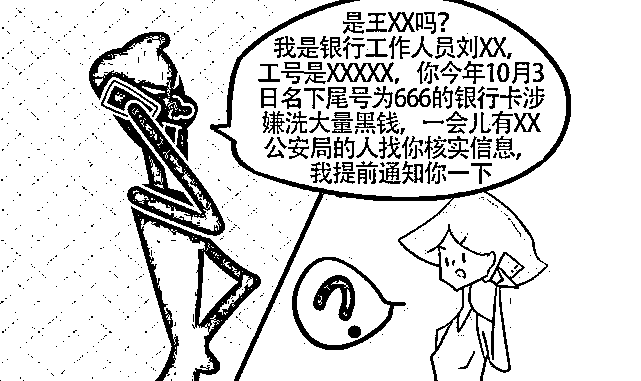 是王XX吗？
我是银行工作人员刘XX，
工号是XXXXX，你今年10月3
日名下尾号为666的银行卡涉
嫌洗大量黑钱，一会儿有XX
公安局的人找你核实信息，
我提前通知你一下
?